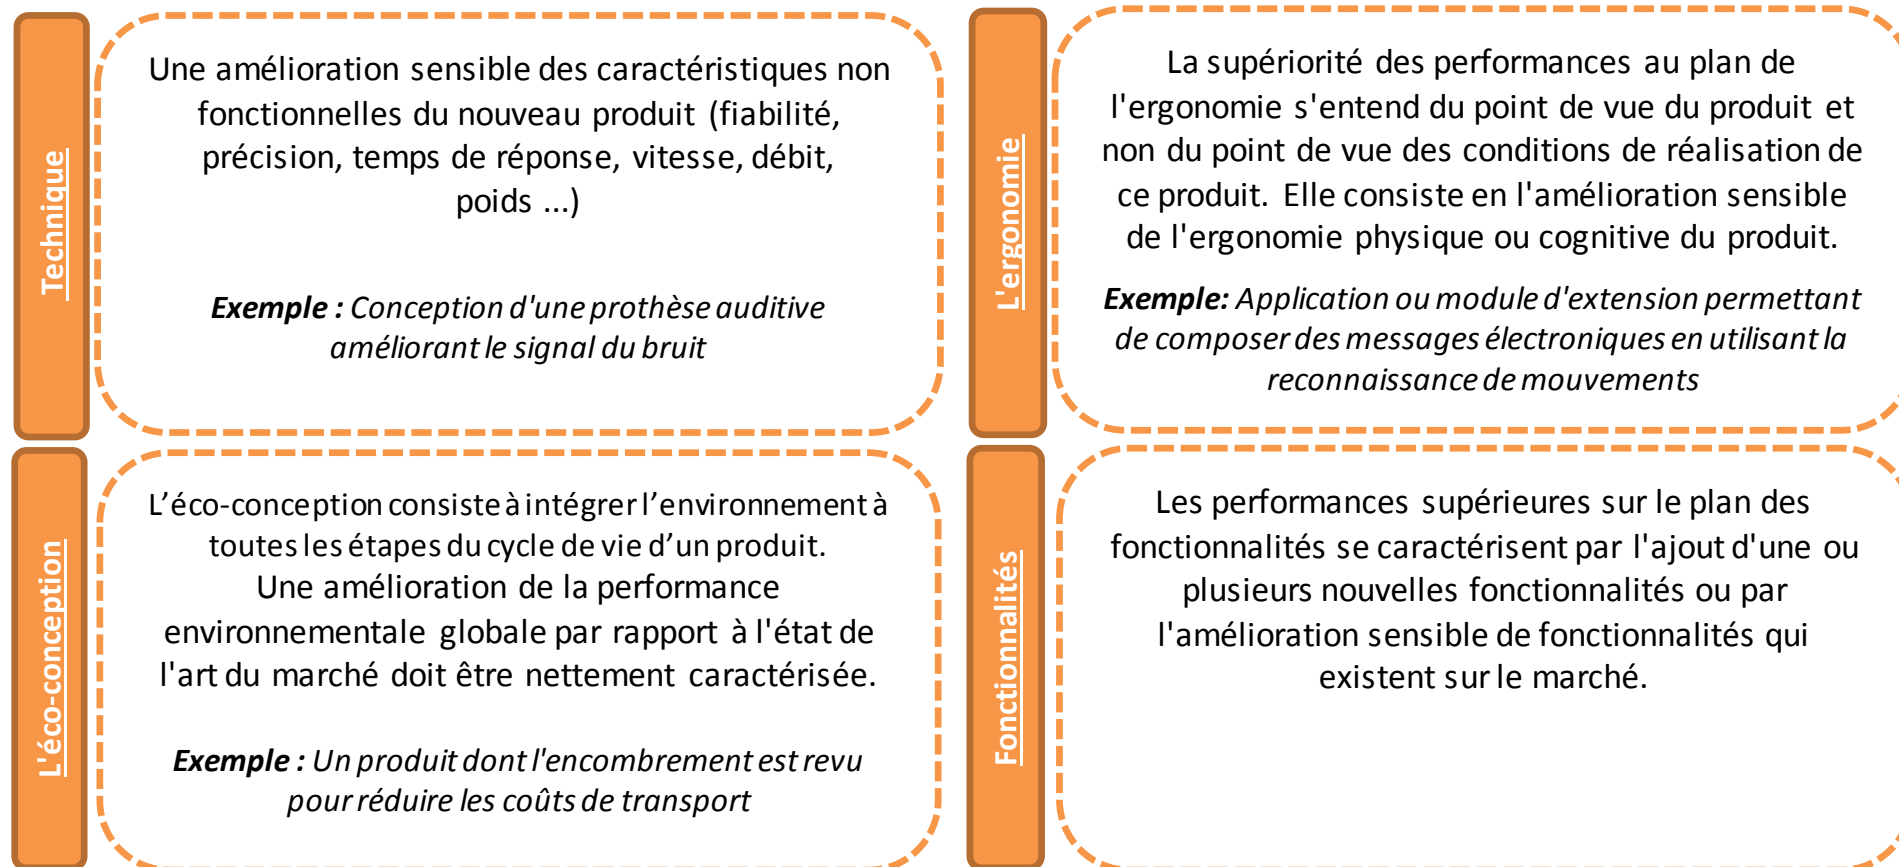 Technique
Une amélioration sensible des caractéristiques non
fonctionnelles du nouveau produit (fiabilité,
précision, temps de réponse, vitesse, débit,
poids ...)
Exemple : Conception d'une prothèse auditive
améliorant le signal du bruit
L'ergonomie
La supériorité des performances au plan de
l'ergonomie s'entend du point de vue du produit et
non du point de vue des conditions de réalisation de
ce produit. Elle consiste en l'amélioration sensible
de l'ergonomie physique ou cognitive du produit.
Exemple: Application ou module d'extension permettant
de composer des messages électroniques en utilisant la
reconnaissance de mouvements
L'éco-conception
L’éco-conception consiste à intégrer l’environnement à
toutes les étapes du cycle de vie d’un produit.
Une amélioration de la performance
environnementale globale par rapport à l'état de
l'art du marché doit être nettement caractérisée.
Exemple : Un produit dont l'encombrement est revu
pour réduire les coûts de transport
Fonctionnalités
Les performances supérieures sur le plan des
fonctionnalités se caractérisent par l'ajout d'une ou
plusieurs nouvelles fonctionnalités ou par
l'amélioration sensible de fonctionnalités qui
existent sur le marché.